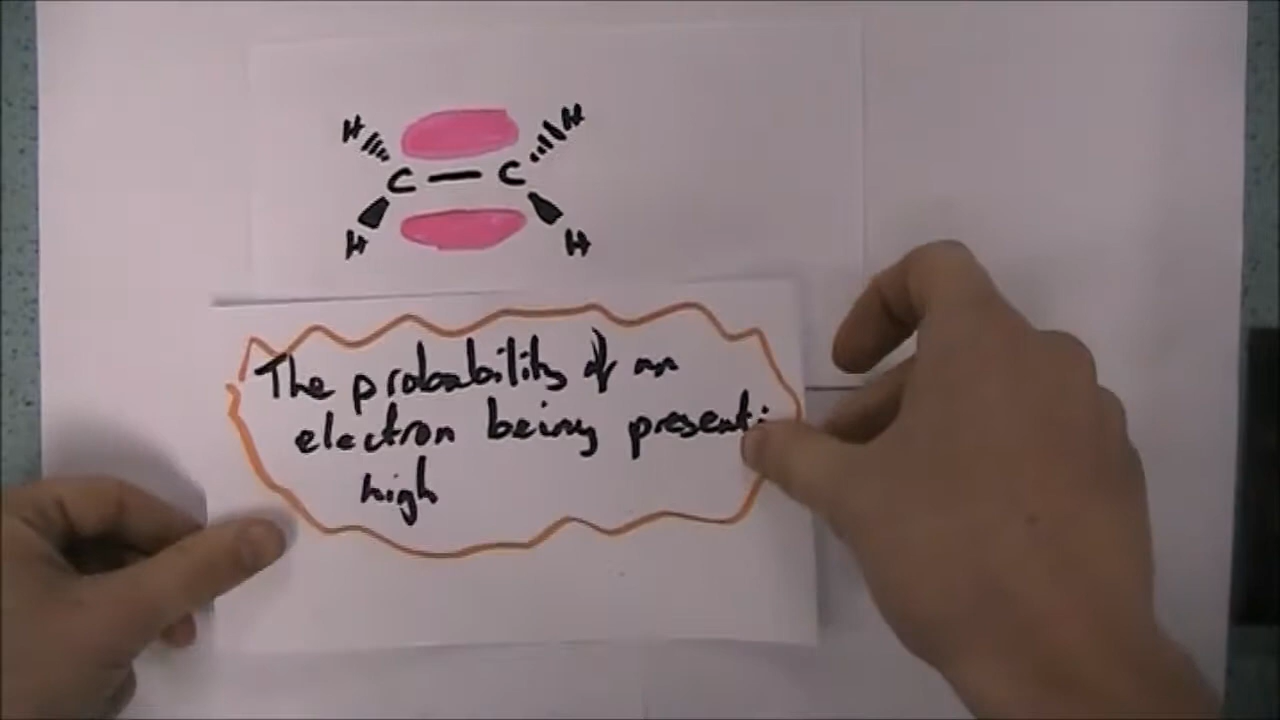 H H
C — C
H H
The probability of an
electron being present i
high